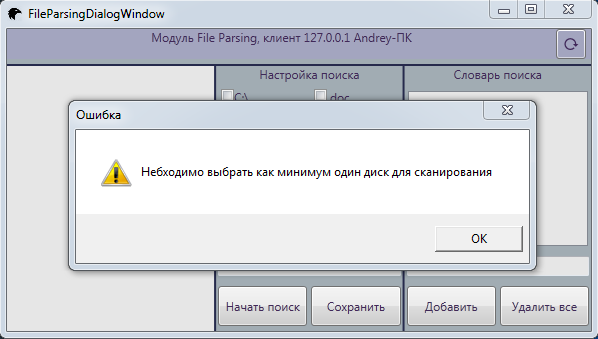 FileParsingDialogWindow
Модуль File Parsing, клиент 127.0.0.1 Andrey-ПК
Настройка поиска
Словарь поиска
C:\
.doc
Ошибка
Небходимо выбрать как минимум один диск для сканирования
OK
Начать поиск
Сохранить
Добавить
Удалить все